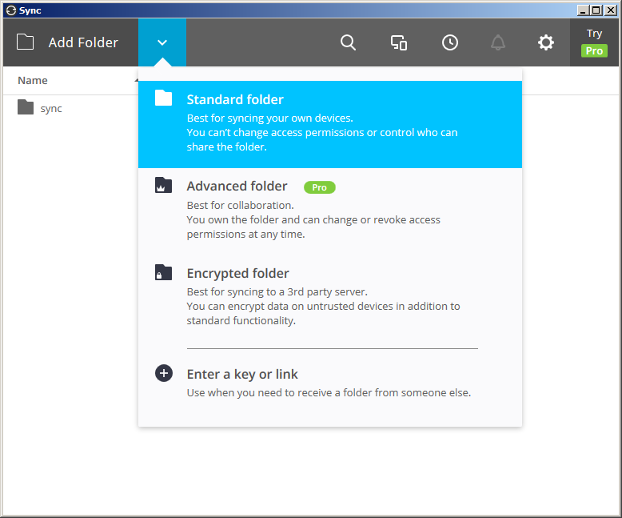 Sync
Add Folder
Try
Pro
Name
sync
Standard folder
Best for syncing your own devices.
You can't change access permissions or control who can
share the folder.
Advanced folder Pro
Best for collaboration.
You own the folder and can change or revoke access
permissions at any time.
Encrypted folder
Best for syncing to a 3rd party server.
You can encrypt data on untrusted devices in addition to
standard functionality.
Enter a key or link
Use when you need to receive a folder from someone else.